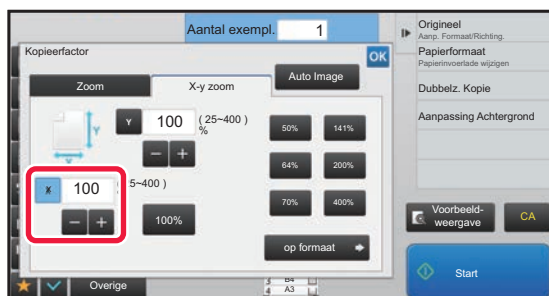 Aantal exempl. 1
Kopieerfactor
OK
Zoom
X-y zoom
Auto Image
Y
Y 100 ( 25~400 )
%
50% 141%
64% 200%
X 100 5~400 )
70% 400%
100%
op formaat
Overige
B4
A3
Origineel
Aanp. Formaat/Richting.
Papierformaat
Papierinvoerlade wijzigen
Dubbelz. Kopie
Aanpassing Achtergrond
Voorbeeld-
weergave
CA
Start